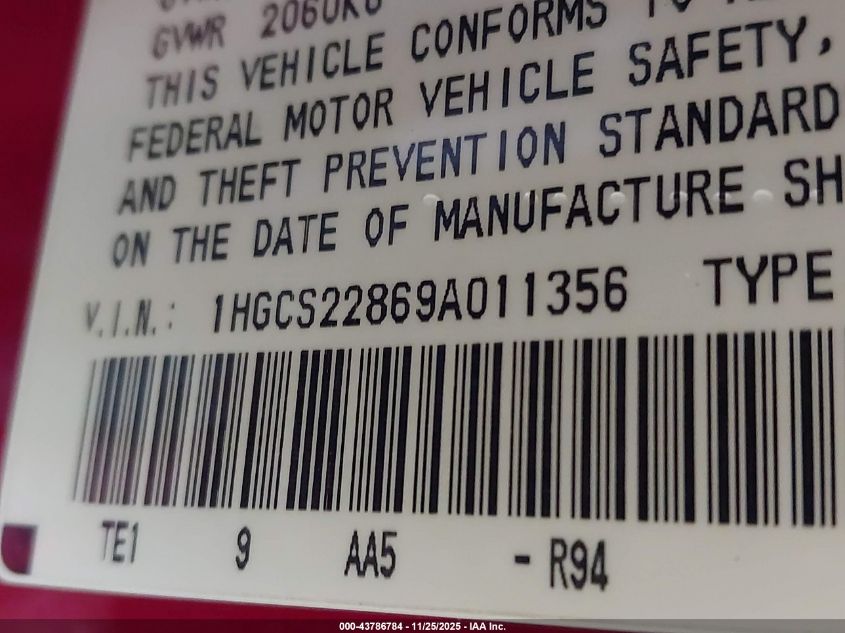 GVWR 2060KG
THIS VEHICLE CONFORMS TO
FEDERAL MOTOR VEHICLE SAFETY,
AND THEFT PREVENTION STANDARD
ON THE DATE OF MANUFACTURE SH
V.I.N.: 1HGCS22869A011356 TYPE
TE1 9 AA5 - R94
000-43786784 - 11/25/2025 - IAA Inc.